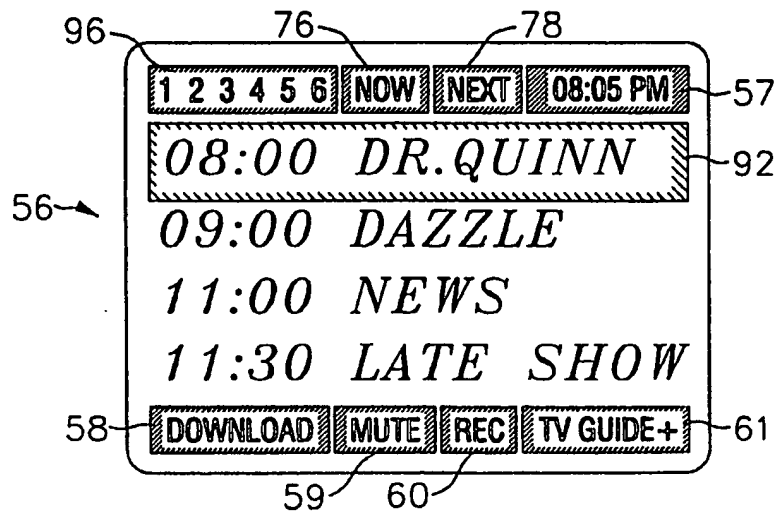 96 76 78
1 2 3 4 5 6 NOW NEXT 08:05 PM 57
08:00 DR.QUINN 92
56
09:00 DAZZLE
11:00 NEWS
11:30 LATE SHOW
58 DOWNLOAD MUTE REC TV GUIDE+ 61
59 60